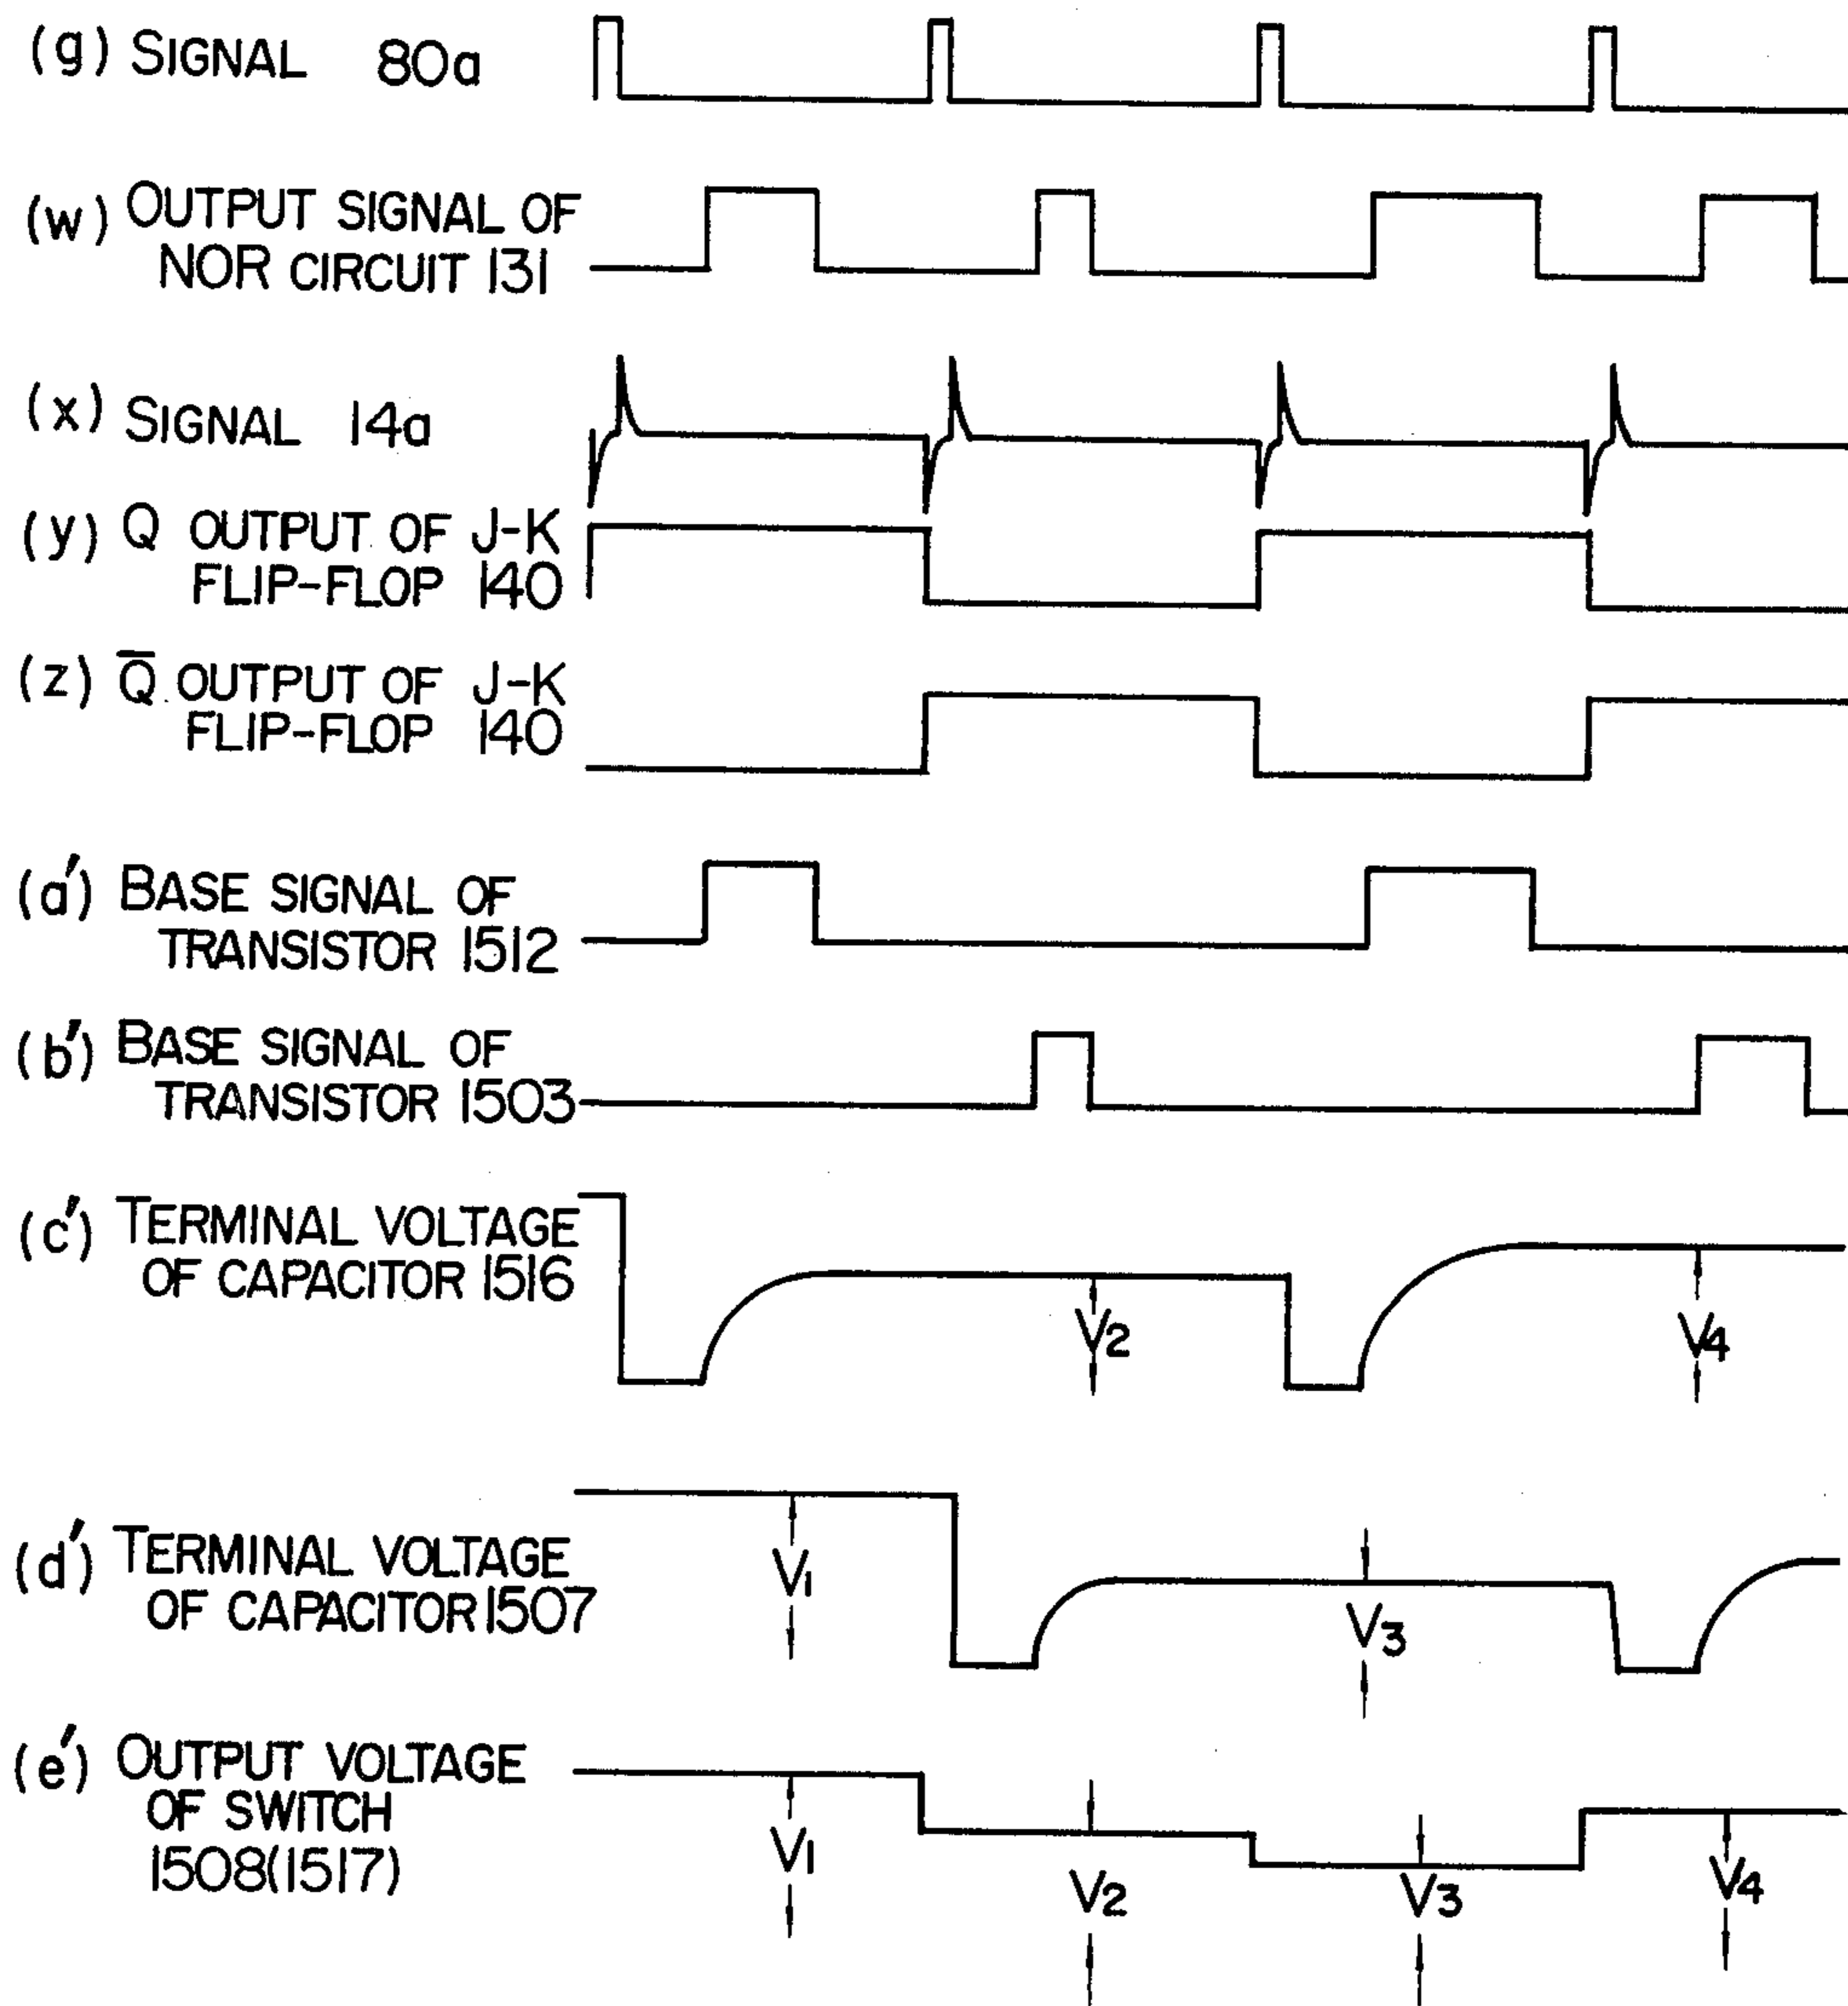 (g) SIGNAL 80a
(w) OUTPUT SIGNAL OF
NOR CIRCUIT 131
(x) SIGNAL 14a
(y) Q OUTPUT OF J-K
FLIP-FLOP 140
(z) Q̅ OUTPUT OF J-K
FLIP-FLOP 140
(a') BASE SIGNAL OF
TRANSISTOR 1512
(b') BASE SIGNAL OF
TRANSISTOR 1503
(c') TERMINAL VOLTAGE
OF CAPACITOR 1516
V2
V4
(d') TERMINAL VOLTAGE
OF CAPACITOR 1507
V1
V3
(e') OUTPUT VOLTAGE
OF SWITCH
1508(1517)
V1
V2
V3
V4